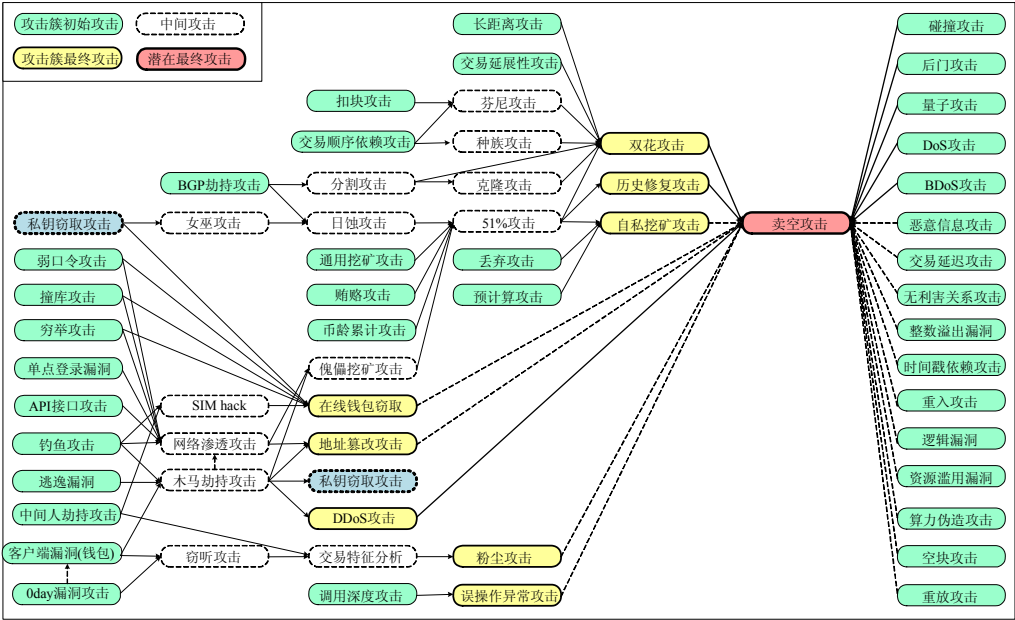 攻击簇初始攻击
中间攻击
攻击簇最终攻击
潜在最终攻击
长距离攻击
交易延展性攻击
扣块攻击
芬尼攻击
交易顺序依赖攻击
种族攻击
双花攻击
BGP劫持攻击
分割攻击
克隆攻击
历史修复攻击
私钥窃取攻击
女巫攻击
日蚀攻击
51%攻击
自私挖矿攻击
卖空攻击
弱口令攻击
通用挖矿攻击
丢弃攻击
撞库攻击
贿赂攻击
预计算攻击
穷举攻击
币龄累计攻击
单点登录漏洞
傀儡挖矿攻击
API接口攻击
SIM hack
在线钱包窃取
钓鱼攻击
网络渗透攻击
地址篡改攻击
逃逸漏洞
木马劫持攻击
私钥窃取攻击
中间人劫持攻击
DDoS攻击
客户端漏洞(钱包)
窃听攻击
交易特征分析
粉尘攻击
0day漏洞攻击
调用深度攻击
误操作异常攻击
碰撞攻击
后门攻击
量子攻击
DoS攻击
BDoS攻击
恶意信息攻击
交易延迟攻击
无利害关系攻击
整数溢出漏洞
时间戳依赖攻击
重入攻击
逻辑漏洞
资源滥用漏洞
算力伪造攻击
空块攻击
重放攻击